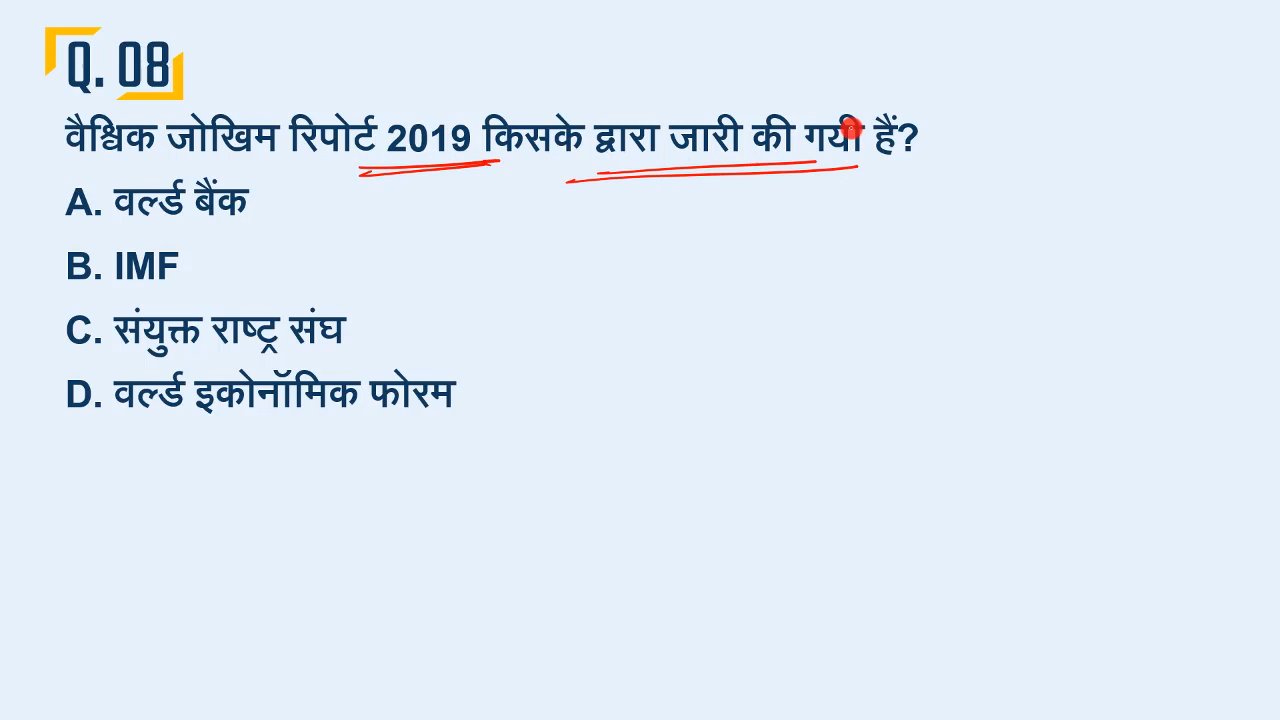 Q. 08
वैश्विक जोखिम रिपोर्ट 2019 किसके द्वारा जारी की गयी हैं?
A. वर्ल्ड बैंक
B. IMF
C. संयुक्त राष्ट्र संघ
D. वर्ल्ड इकोनॉमिक फोरम